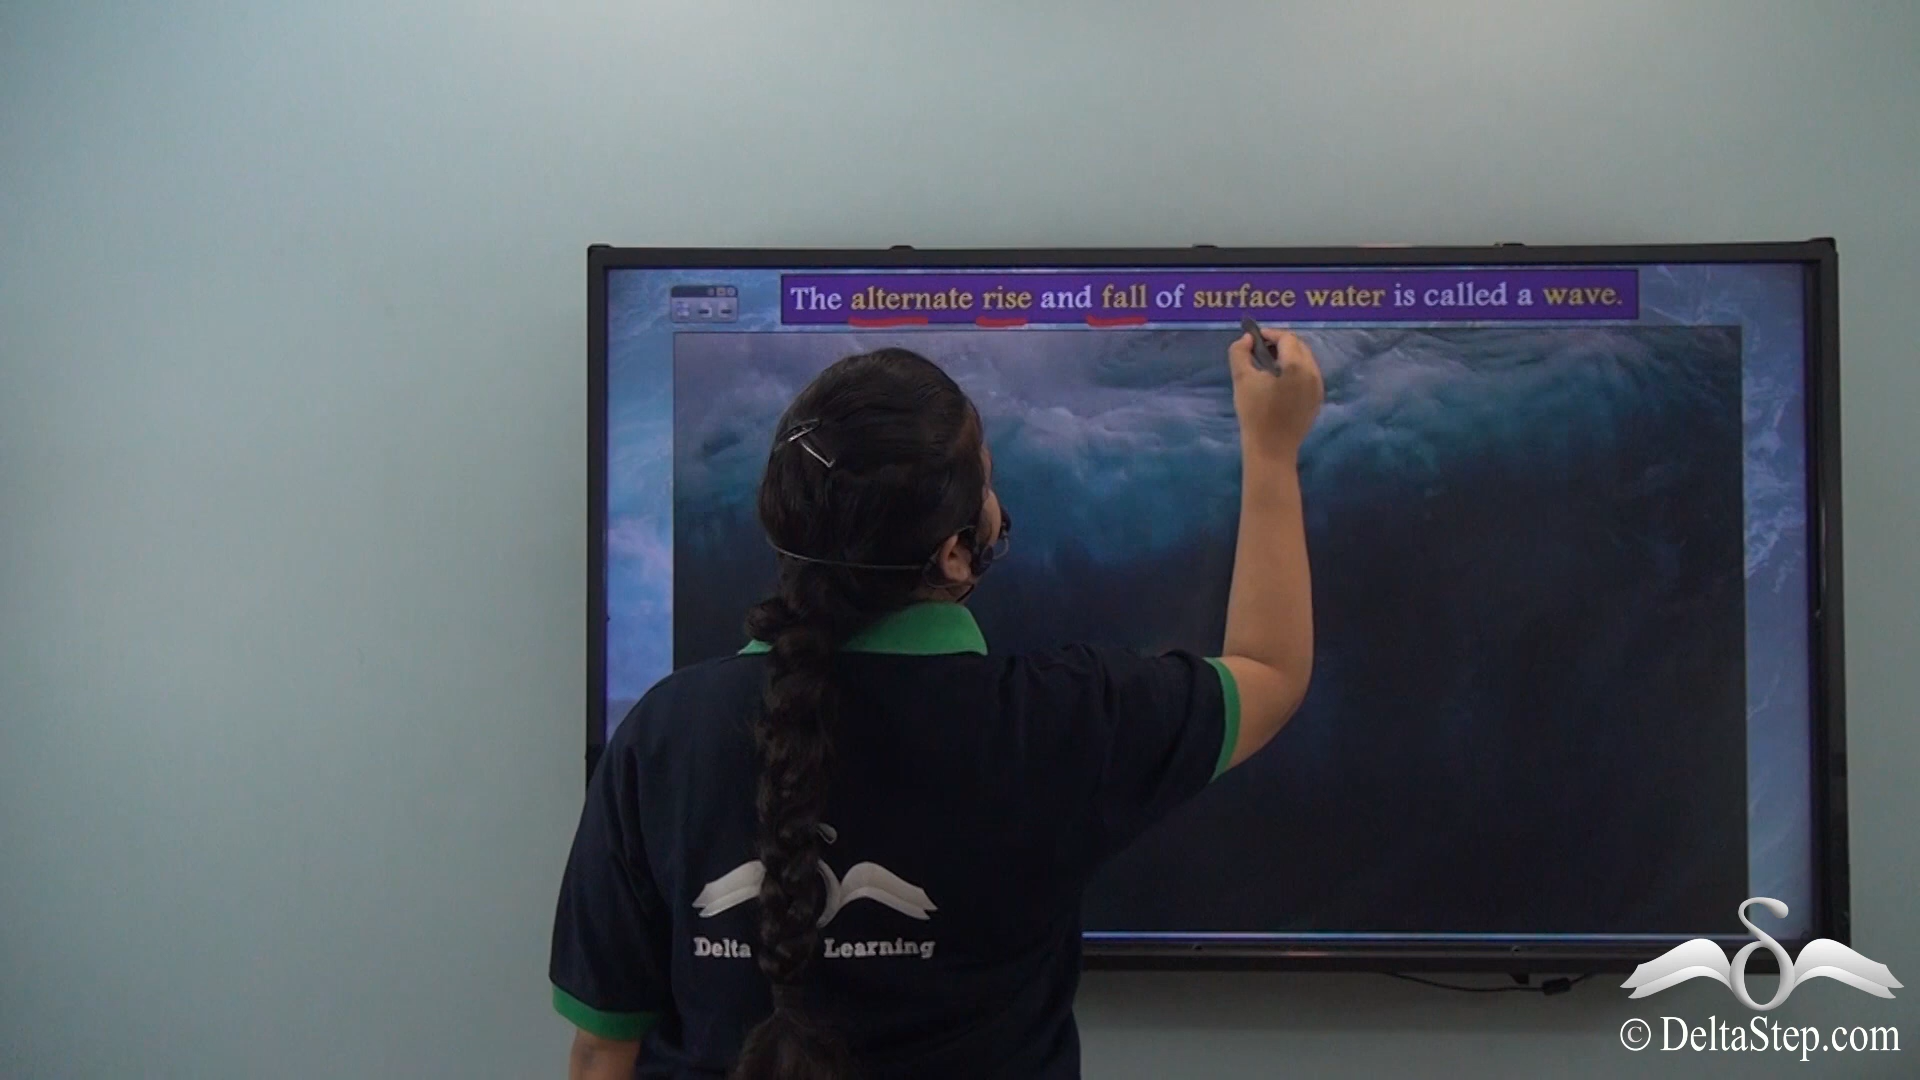 The alternate rise and fall of surface water is called a wave.
Delta Learning
© DeltaStep.com